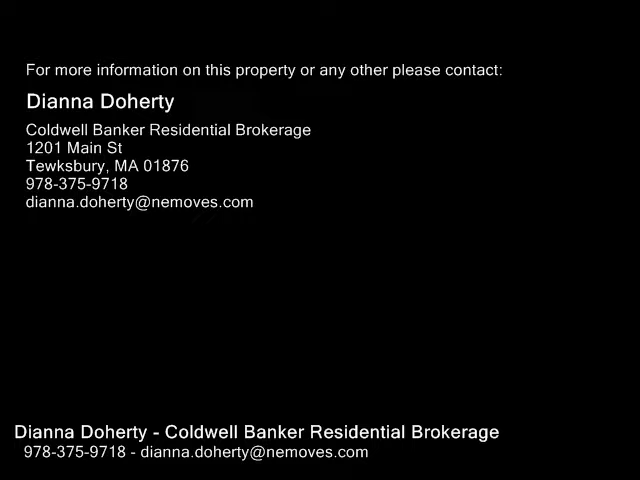 For more information on this property or any other please contact:
Dianna Doherty
Coldwell Banker Residential Brokerage
1201 Main St
Tewksbury, MA 01876
978-375-9718
dianna.doherty@nemoves.com
Dianna Doherty - Coldwell Banker Residential Brokerage
978-375-9718 - dianna.doherty@nemoves.com